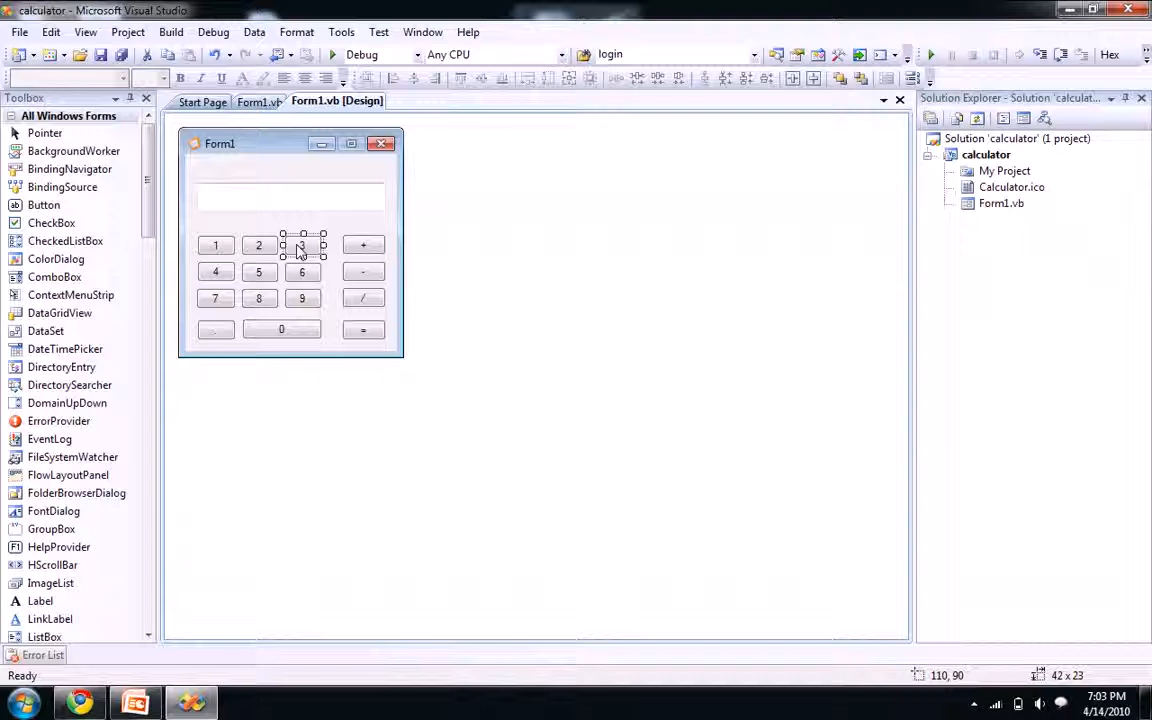 calculator - Microsoft Visual Studio
File Edit View Project Build Debug Data Format Tools Test Window Help
Debug Any CPU login Hex
B I U A
Toolbox
Start Page Form1.vb Form1.vb [Design]
Solution Explorer - Solution 'calculat...
All Windows Forms
Pointer
BackgroundWorker
BindingNavigator
BindingSource
Button
CheckBox
CheckedListBox
ColorDialog
ComboBox
ContextMenuStrip
DataGridView
DataSet
DateTimePicker
DirectoryEntry
DirectorySearcher
DomainUpDown
ErrorProvider
EventLog
FileSystemWatcher
FlowLayoutPanel
FolderBrowserDialog
FontDialog
GroupBox
HelpProvider
HScrollBar
ImageList
Label
LinkLabel
ListBox
Form1
1 2 3 +
4 5 6 -
7 8 9 /
. 0 =
Solution 'calculator' (1 project)
calculator
My Project
Calculator.ico
Form1.vb
Error List
Ready
110, 90
42 x 23
7:03 PM
4/14/2010